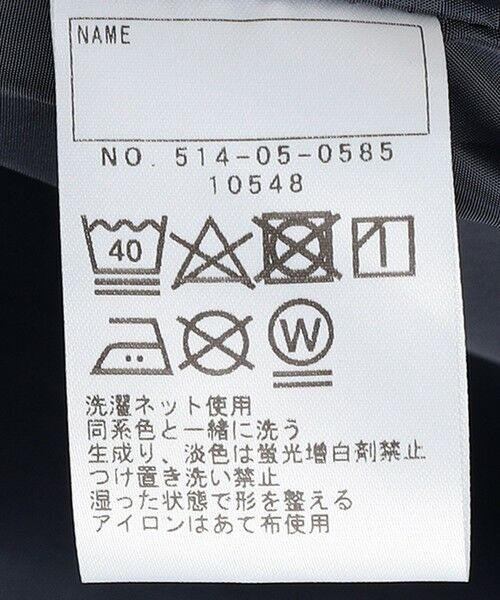 NAME
NO. 514-05-0585
10548
40
W
洗濯ネット使用
同系色と一緒に洗う
生成り、淡色は蛍光増白剤禁止
つけ置き洗い禁止
湿った状態で形を整える
アイロンはあて布使用